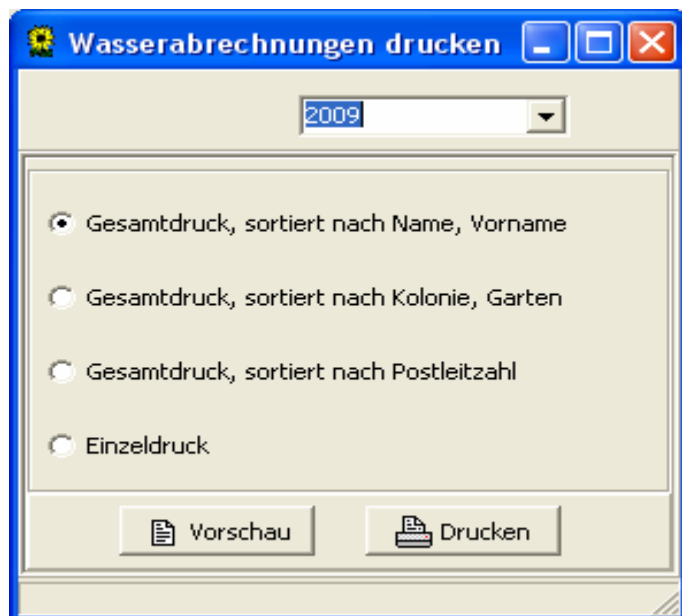 Wasserabrechnungen drucken
2009
Gesamtdruck, sortiert nach Name, Vorname
Gesamtdruck, sortiert nach Kolonie, Garten
Gesamtdruck, sortiert nach Postleitzahl
Einzeldruck
Vorschau Drucken